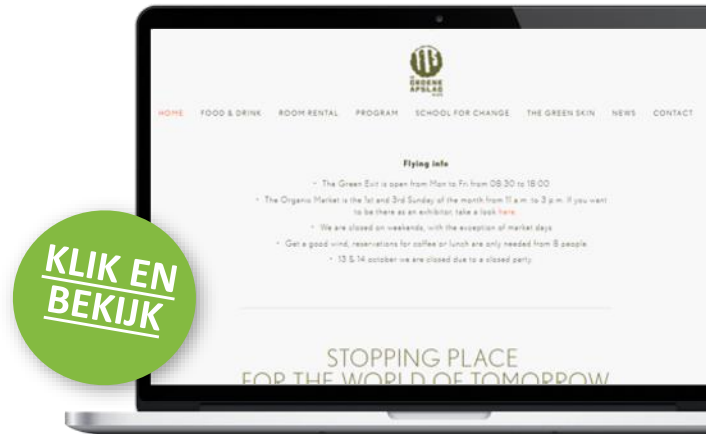 DE
GROENE
AFSLAG
HOME FOOD & DRINK ROOM RENTAL PROGRAM SCHOOL FOR CHANGE THE GREEN SKIN NEWS CONTACT
Flying info
• The Green Exit is open from Mon to Fri from 08:30 to 18:00
• The Organic Market is the 1st and 3rd Sunday of the month from 11 a.m. to 3 p.m. If you want
to be there as an exhibitor, take a look here.
• We are closed on weekends, with the exception of market days
• Get a good wind, reservations for coffee or lunch are only needed from 8 people
• 13 & 14 october we are closed due to a closed party
KLIK EN
BEKIJK
STOPPING PLACE
FOR THE WORLD OF TOMORROW